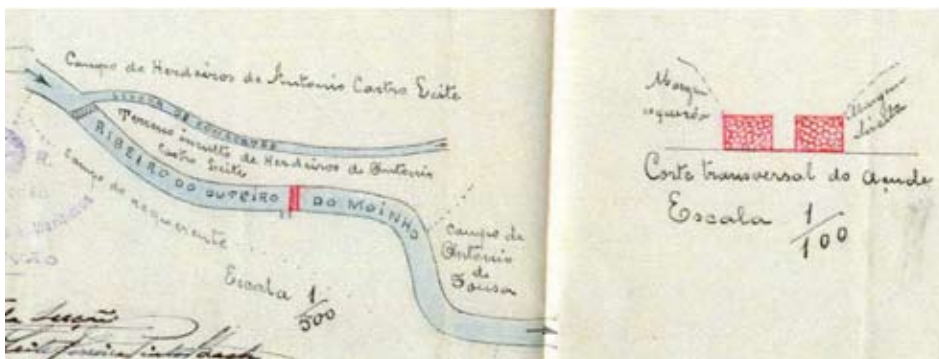 Campo de Herdeiros de Antonio Castro Leite
Terreno inculto de Herdeiros de Antonio
Castro Leite
RIBEIRO DO OUTEIRO DO MOINHO
Campo do requerente
Campo de
Antonio
de
Sousa
Escala 1/500
Margem
esquerda
Margem
direita
Corte transversal do açude
Escala 1/100